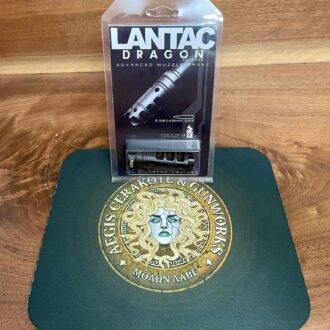 LANTAC
DRAGON
ADVANCED MUZZLE BRAKE
AEGIS CERAKOTE & GUNWORKS
ΜΟΛΩΝ ΛΑΒΕ